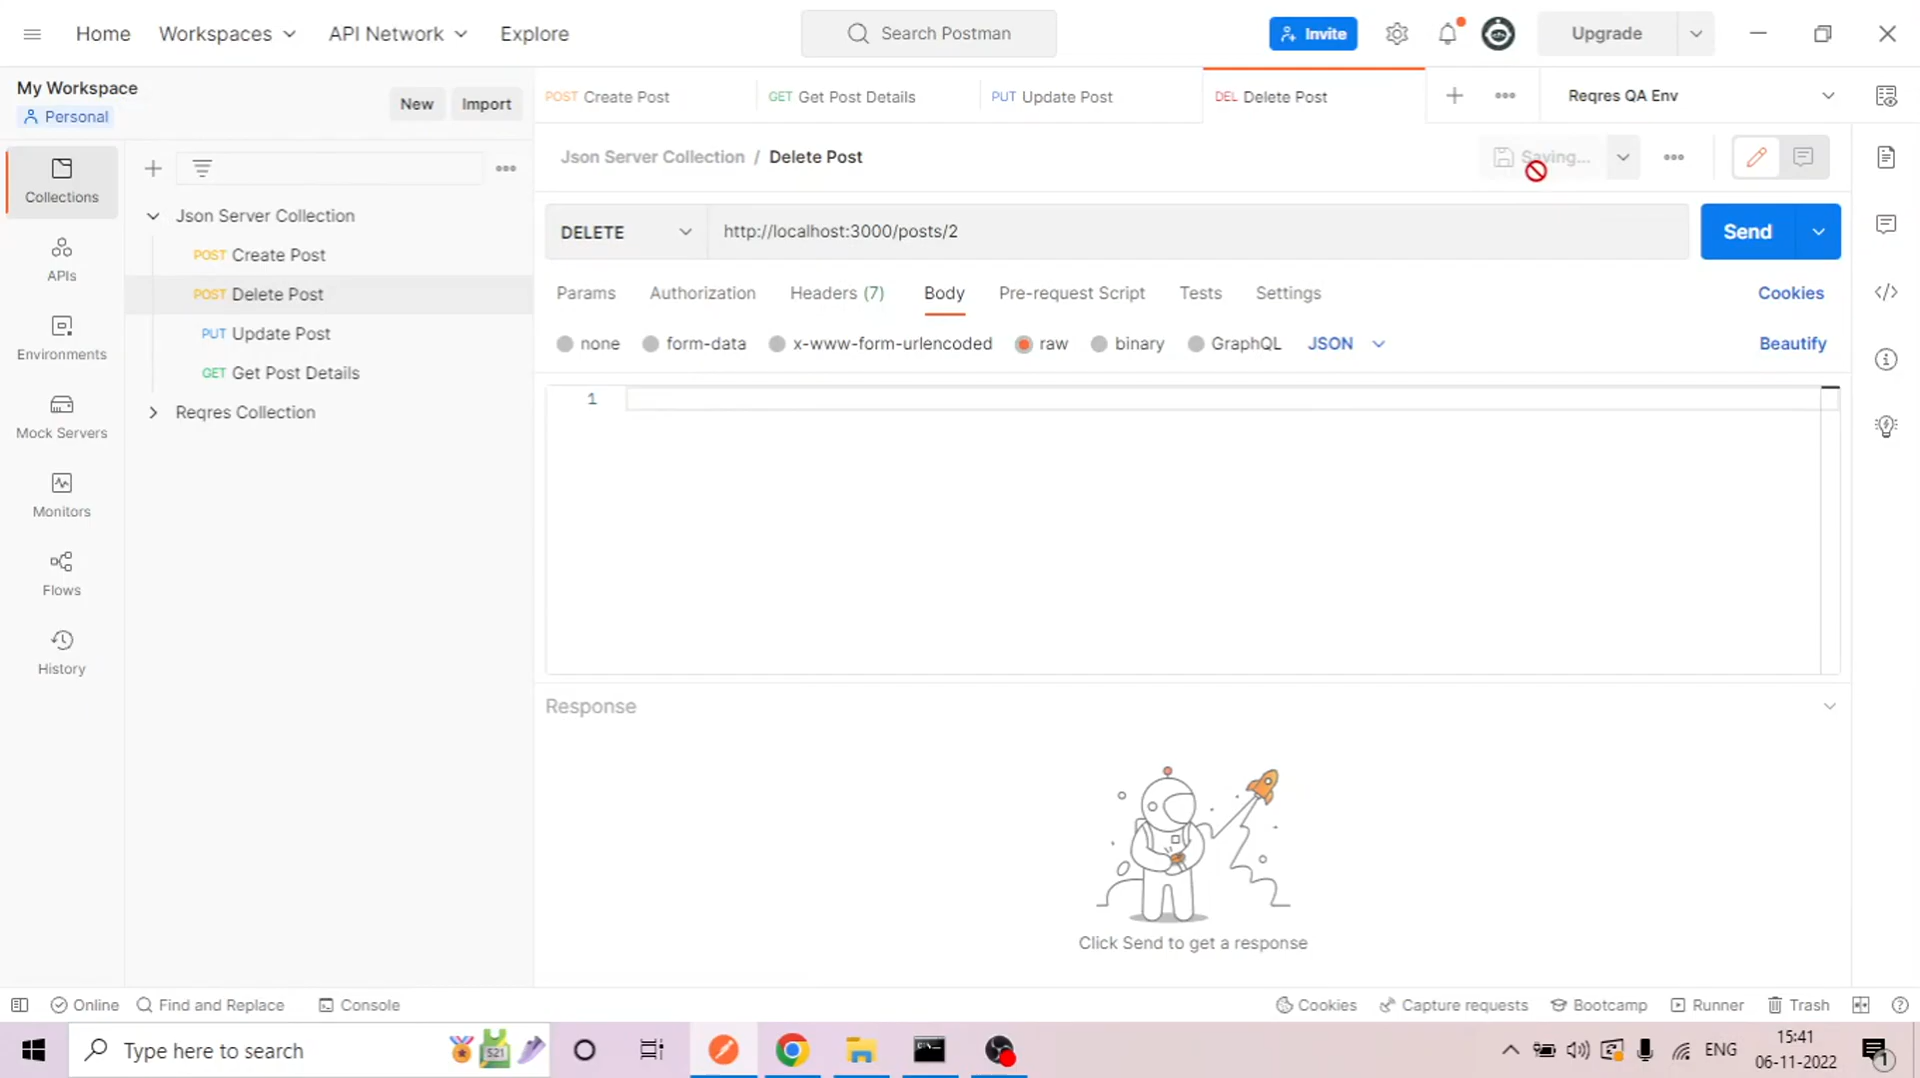 Home Workspaces API Network Explore Search Postman Invite Upgrade
My Workspace
Personal
New Import
POST Create Post GET Get Post Details PUT Update Post DEL Delete Post Reqres QA Env
Json Server Collection / Delete Post Saving...
Collections
APIs
Environments
Mock Servers
Monitors
Flows
History
Json Server Collection
POST Create Post
POST Delete Post
PUT Update Post
GET Get Post Details
Reqres Collection
DELETE http://localhost:3000/posts/2 Send
Params Authorization Headers (7) Body Pre-request Script Tests Settings Cookies
none form-data x-www-form-urlencoded raw binary GraphQL JSON Beautify
1
Response
Click Send to get a response
Online Find and Replace Console Cookies Capture requests Bootcamp Runner Trash
Type here to search
S21
ENG
15:41
06-11-2022
1